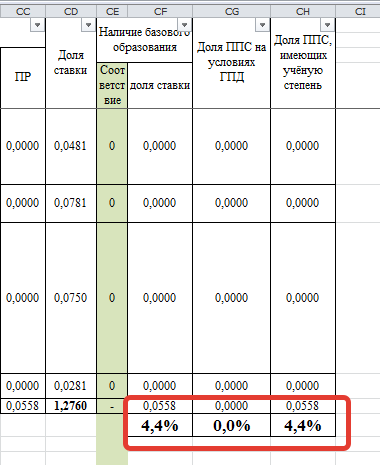 CC CD CE CF CG CH CI
Наличие базового
образования
Доля
ставки
Доля ППС на
условиях
ГПД
Доля ППС,
имеющих
учёную
степень
ПР
Соот
ветст
вие
доля ставки
0,0000 0,0481 0 0,0000 0,0000 0,0000
0,0000 0,0781 0 0,0000 0,0000 0,0000
0,0000 0,0750 0 0,0000 0,0000 0,0000
0,0000 0,0281 0 0,0000 0,0000 0,0000
0,0558 1,2760 - 0,0558 0,0000 0,0558
4,4% 0,0% 4,4%